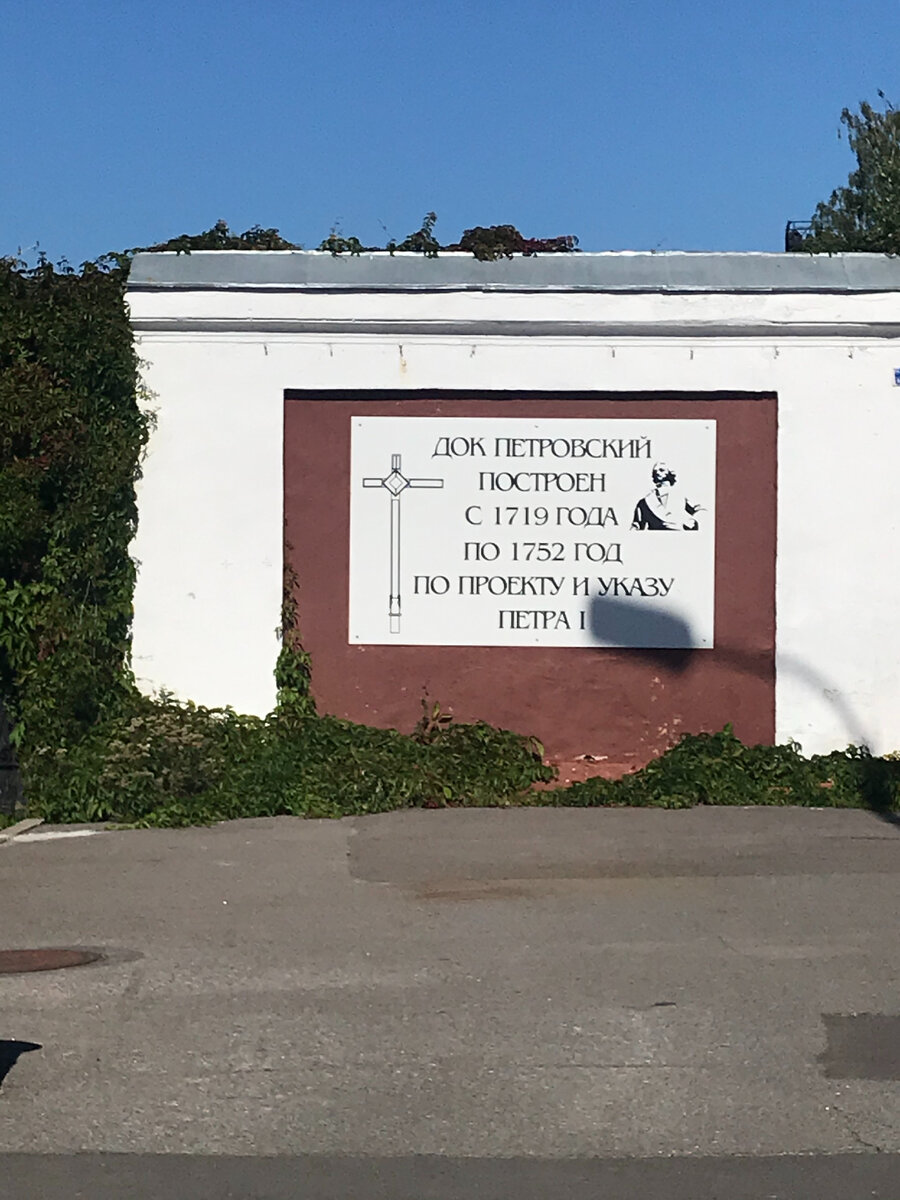 ДОК ПЕТРОВСКИЙ
ПОСТРОЕН
С 1719 ГОДА
ПО 1752 ГОД
ПО ПРОЕКТУ И УКАЗУ
ПЕТРА I